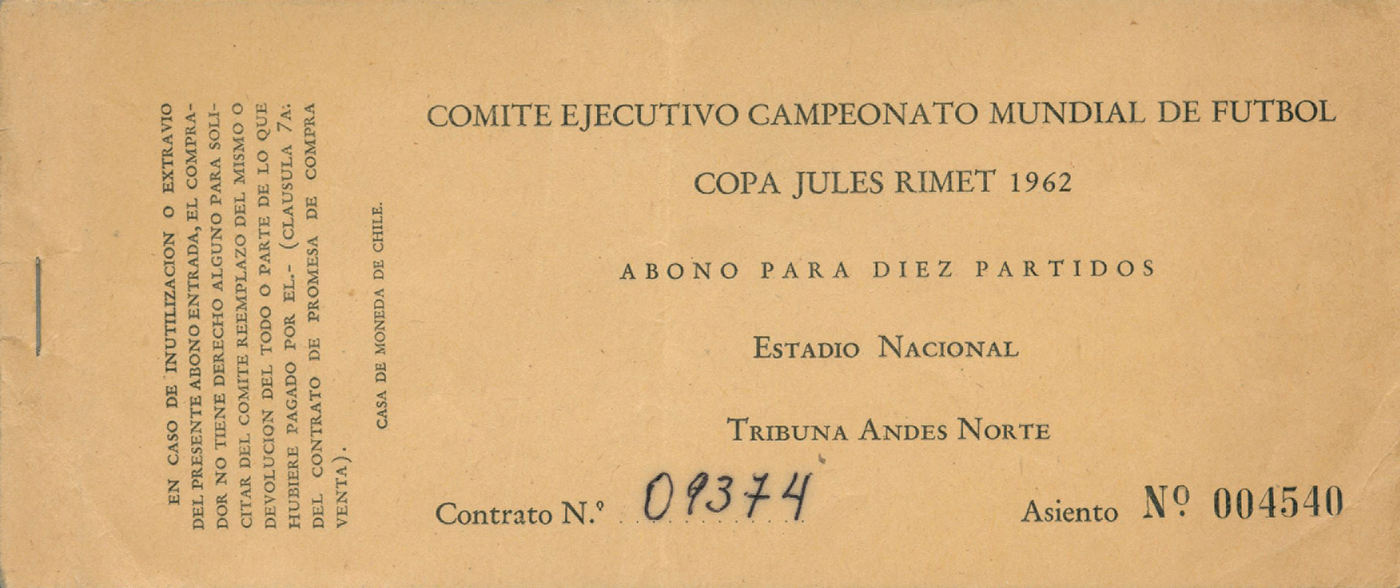 COMITE EJECUTIVO CAMPEONATO MUNDIAL DE FUTBOL
COPA JULES RIMET 1962
ABONO PARA DIEZ PARTIDOS
ESTADIO NACIONAL
TRIBUNA ANDES NORTE
Contrato N.º 09374
Asiento Nº 004540
EN CASO DE INUTILIZACION O EXTRAVIO
DEL PRESENTE ABONO ENTRADA, EL COMPRA-
DOR NO TIENE DERECHO ALGUNO PARA SOLI-
CITAR DEL COMITE REEMPLAZO DEL MISMO O
DEVOLUCION DEL TODO O PARTE DE LO QUE
HUBIERE PAGADO POR EL.- (CLAUSULA 7A:
DEL CONTRATO DE PROMESA DE COMPRA
VENTA).
CASA DE MONEDA DE CHILE.